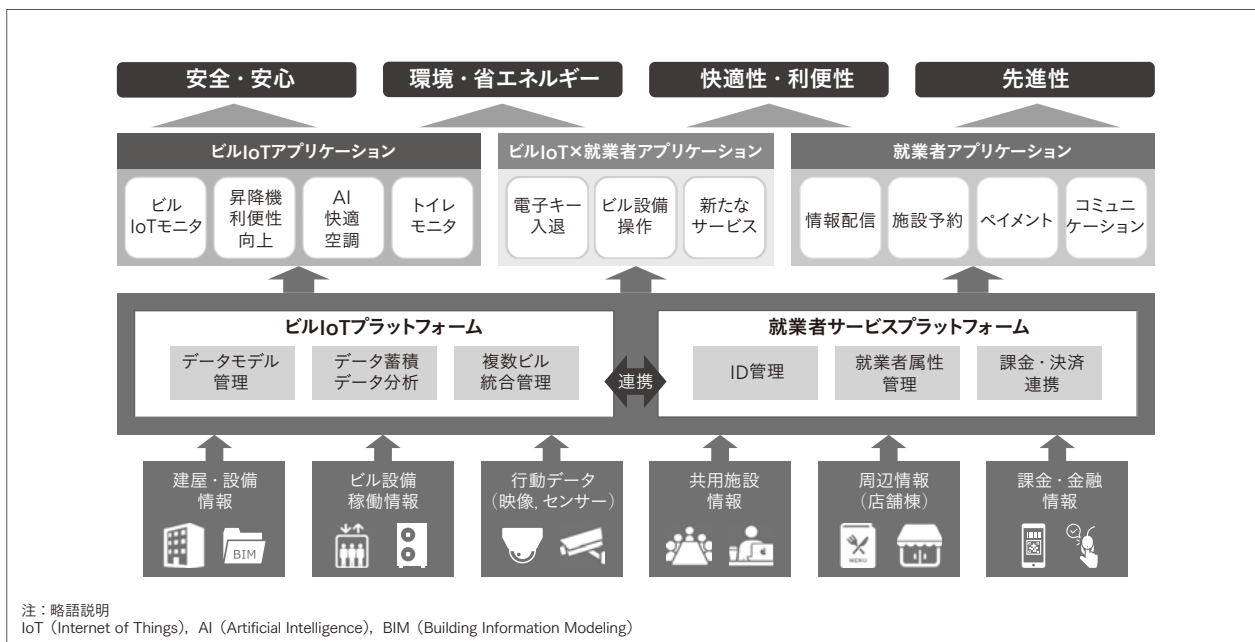 安全・安心
環境・省エネルギー
快適性・利便性
先進性
ビルIoTアプリケーション
ビル
IoTモニタ
昇降機
利便性
向上
AI
快適
空調
トイレ
モニタ
ビルIoT×就業者アプリケーション
電子キー
入退
ビル設備
操作
新たな
サービス
就業者アプリケーション
情報配信
施設予約
ペイメント
コミュニ
ケーション
ビルIoTプラットフォーム
データモデル
管理
データ蓄積
データ分析
複数ビル
統合管理
連携
就業者サービスプラットフォーム
ID管理
就業者属性
管理
課金・決済
連携
建屋・設備
情報
BIM
ビル設備
稼働情報
行動データ
（映像, センサー）
共用施設
情報
周辺情報
（店舗棟）
MENU
課金・金融
情報
注：略語説明
IoT（Internet of Things），AI（Artificial Intelligence），BIM（Building Information Modeling）